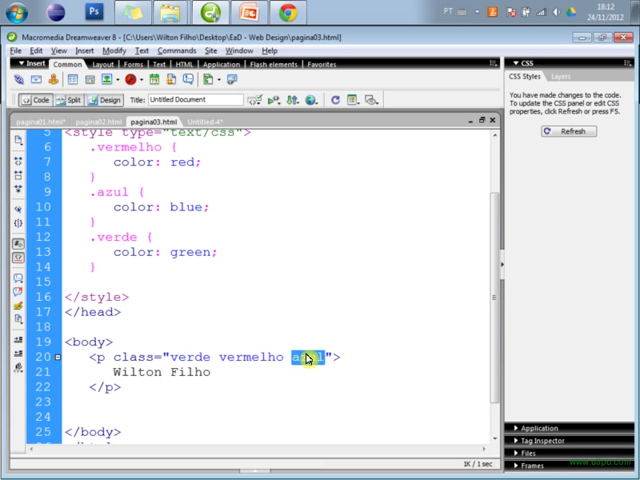 PT
18:12
24/11/2012
Macromedia Dreamweaver 8 - [C:\Users\Wilton Filho\Desktop\EaD - Web Design\pagina03.html]
File Edit View Insert Modify Text Commands Site Window Help
Insert Common Layout Forms Text HTML Application Flash elements Favorites
Code Split Design Title: Untitled Document
pagina01.html* pagina02.html pagina03.html Untitled-4*
5 <style type="text/css">
6 .vermelho {
7 color: red;
8 }
9 .azul {
10 color: blue;
11 }
12 .verde {
13 color: green;
14 }
15
16 </style>
17 </head>
18
19 <body>
20 <p class="verde vermelho ">
21 Wilton Filho
22 </p>
23
24
25 </body>
1K / 1 sec
CSS
CSS Styles Layers
You have made changes to the code.
To update the CSS panel or edit CSS
properties, click Refresh or press F5.
Refresh
Application
Tag Inspector
Files
Frames